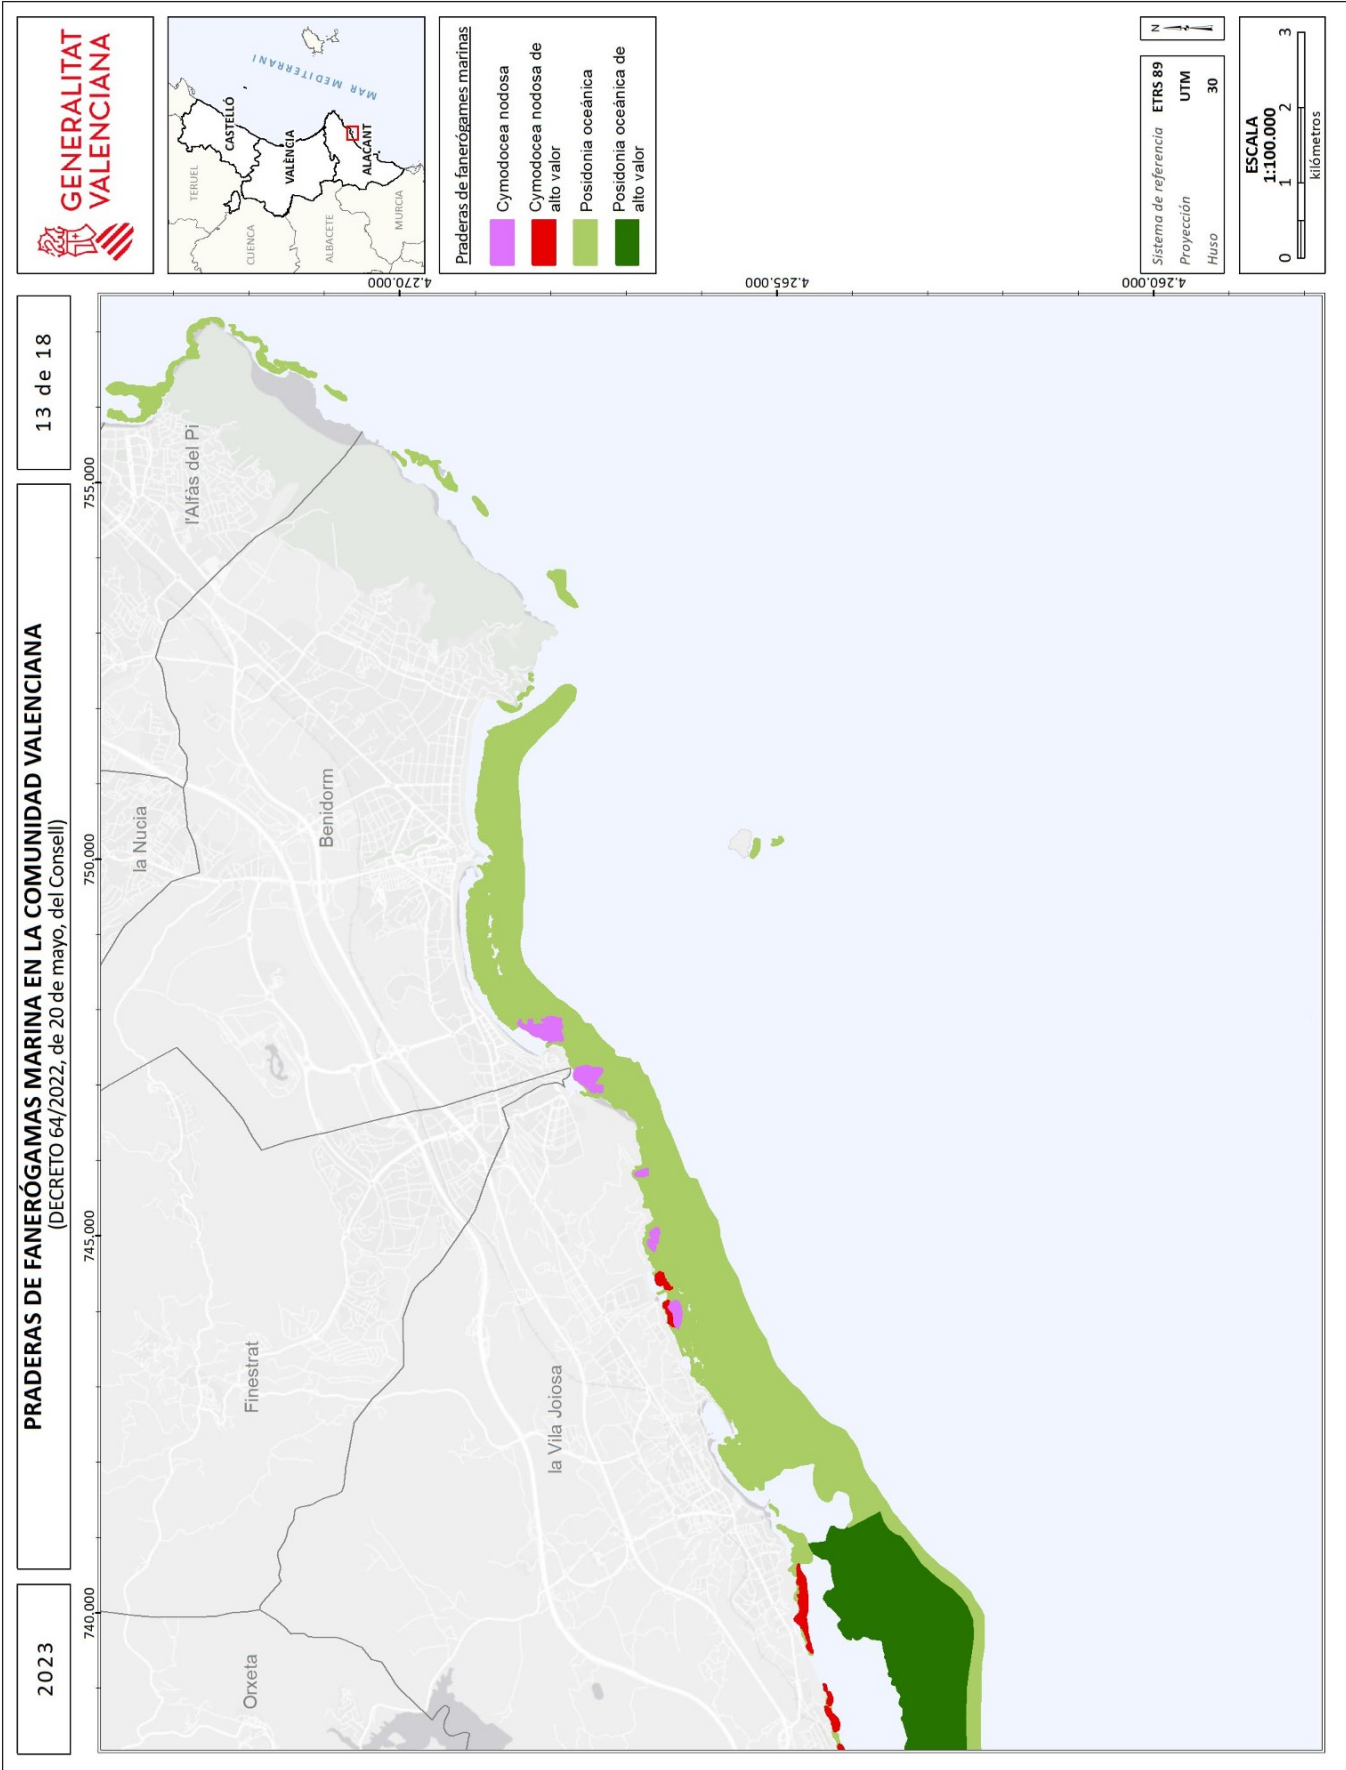 2023
PRADERAS DE FANERÓGAMAS MARINA EN LA COMUNIDAD VALENCIANA
(DECRETO 64/2022, de 20 de mayo, del Consell)
13 de 18
GENERALITAT
VALENCIANA
TERUEL
CASTELLÓ
CUENCA
VALÈNCIA
ALBACETE
ALACANT
MURCIA
MAR MEDITERRANI
Praderas de fanerógames marinas
Cymodocea nodosa
Cymodocea nodosa de
alto valor
Posidonia oceánica
Posidonia oceánica de
alto valor
Sistema de referencia ETRS 89
Proyección UTM
Huso 30
N
ESCALA
1:100.000
0 1 2 3
kilómetros
740.000
745.000
750.000
755.000
4.270.000
4.265.000
4.260.000
Orxeta
Finestrat
la Nucia
l'Alfàs del Pi
Benidorm
la Vila Joiosa